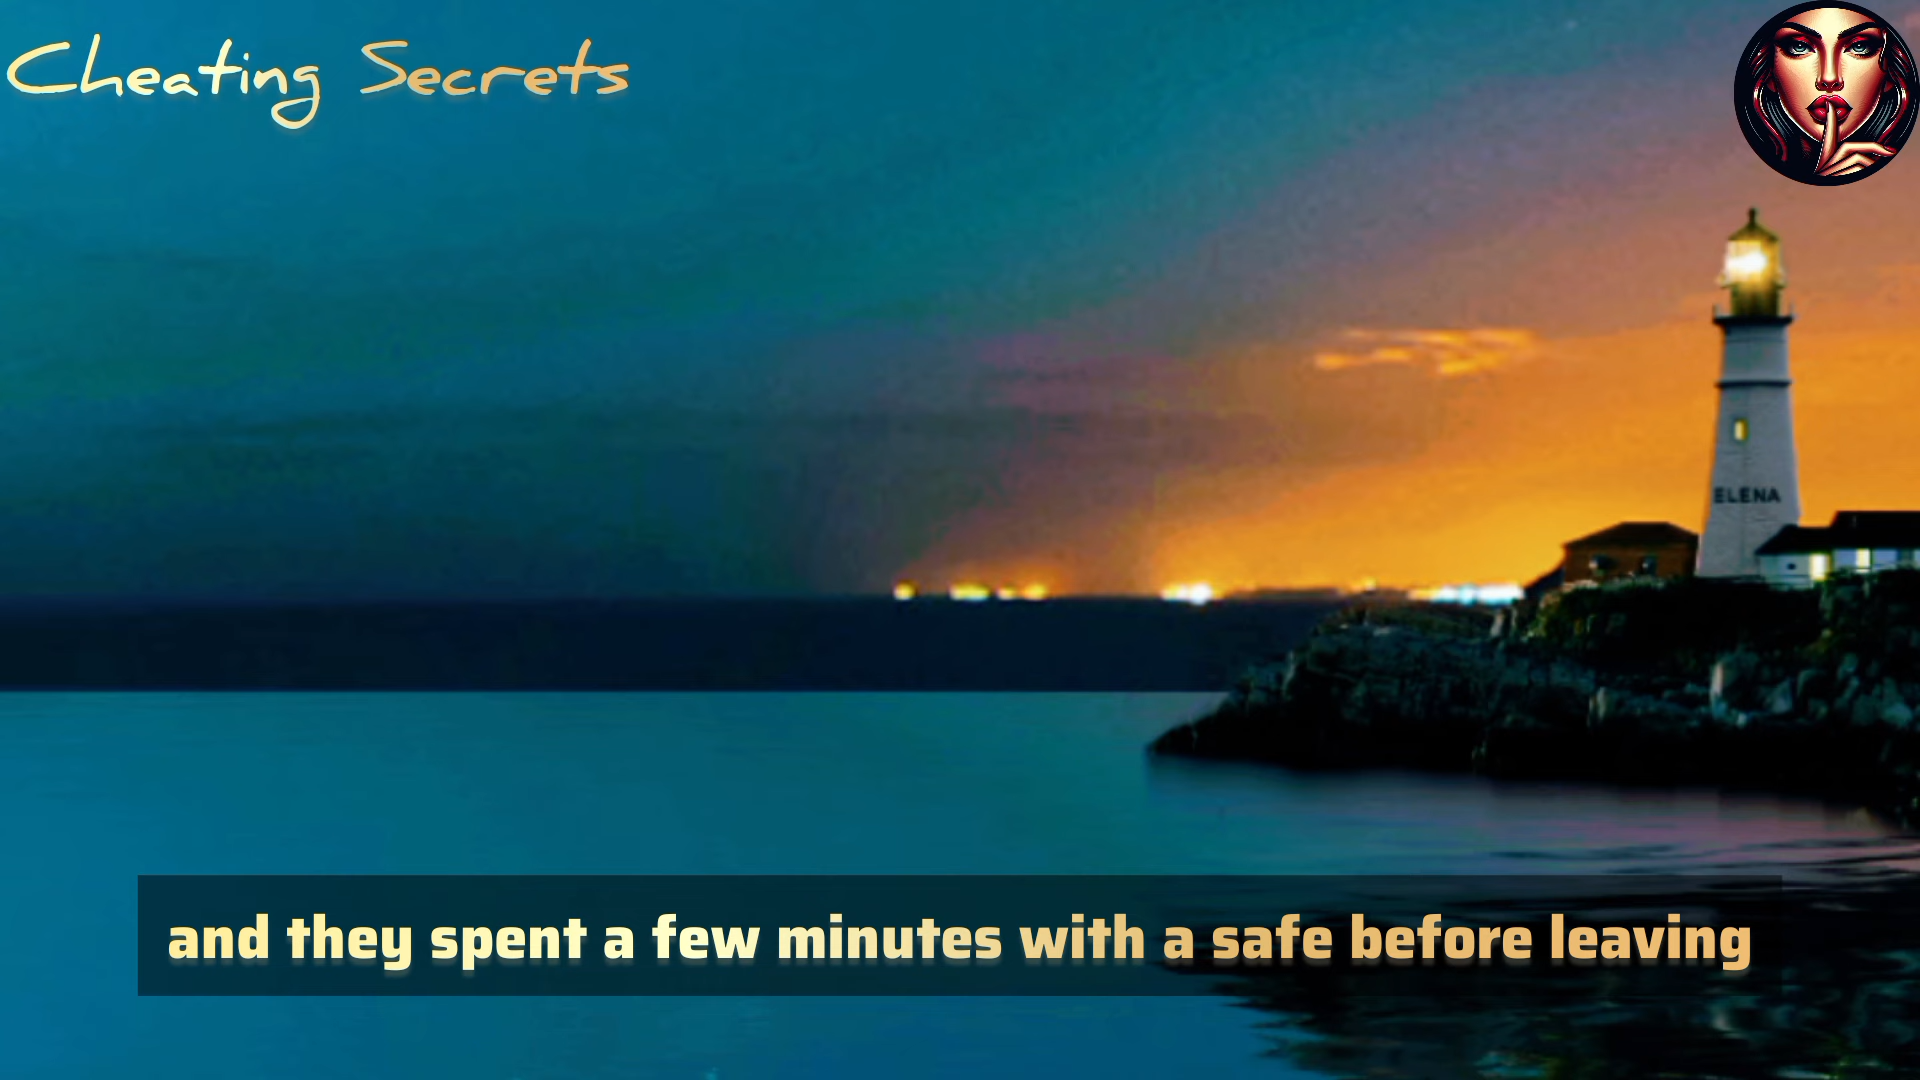 Cheating Secrets
ELENA
and they spent a few minutes with a safe before leaving